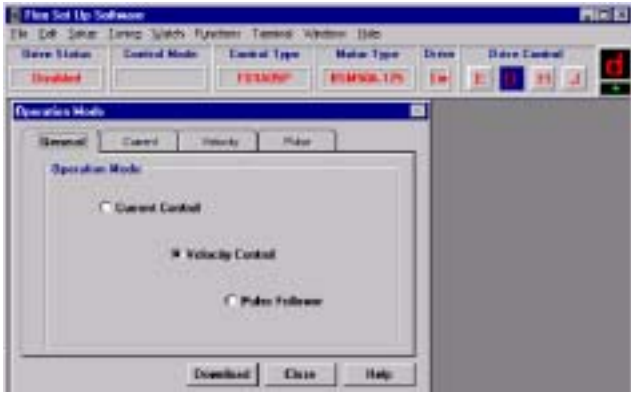 Flex Set Up Software
File Edit Setup Tuning Watch Functions Terminal Window Help
Drive Status Control Mode Control Type Motor Type Drive Drive Control
Disabled
E D H J
d
Operation Mode
General Current Velocity Pulse
Operation Mode
Current Control
Velocity Control
Pulse Follower
Download Close Help